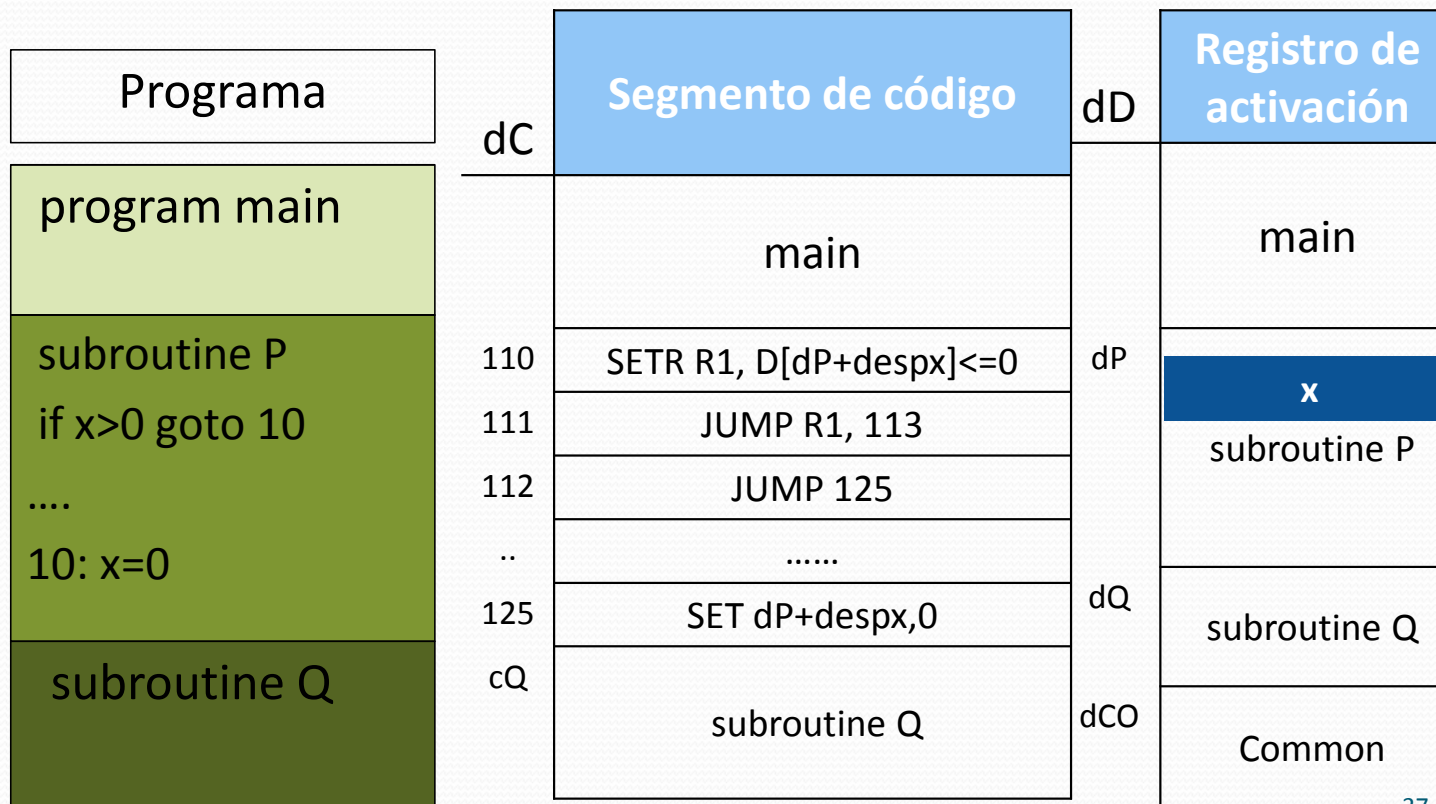 Programa
program main
subroutine P
if x>0 goto 10
....
10: x=0
subroutine Q
dC
Segmento de código
main
110
SETR R1, D[dP+despx]<=0
111
JUMP R1, 113
112
JUMP 125
..
......
125
SET dP+despx,0
cQ
subroutine Q
dD
Registro de
activación
main
dP
x
subroutine P
dQ
subroutine Q
dCO
Common